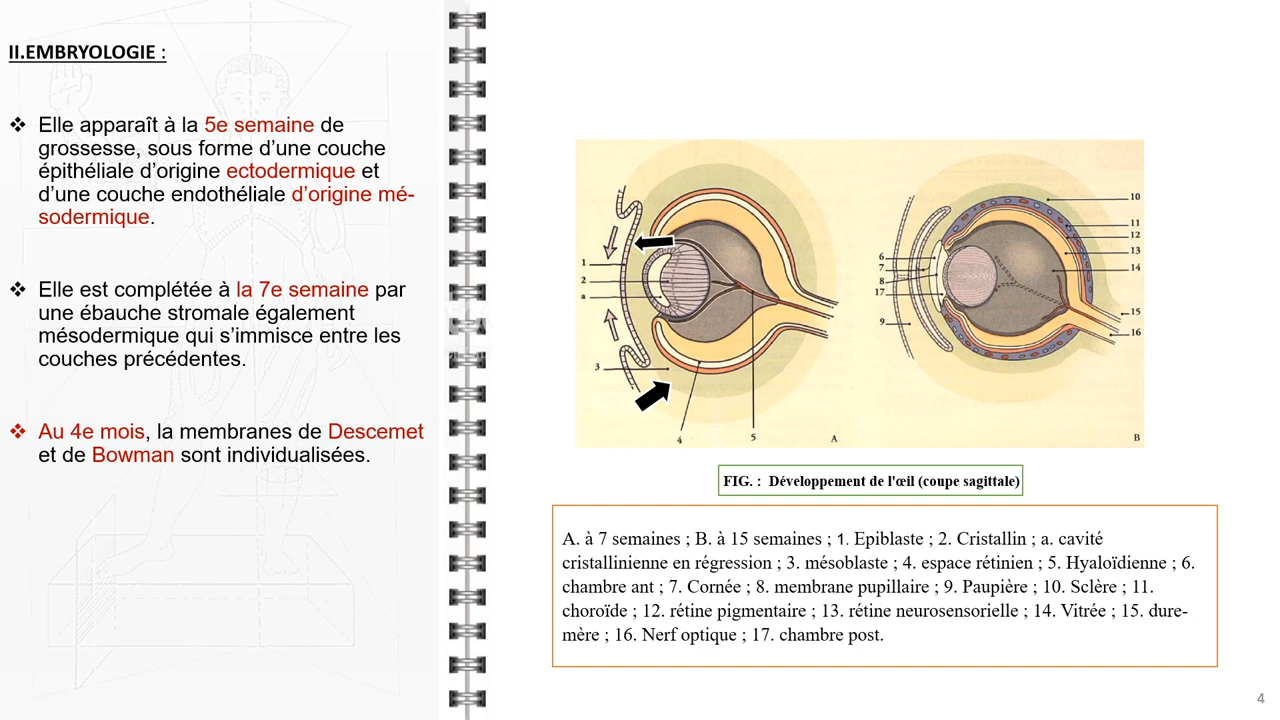 II.EMBRYOLOGIE :
❖ Elle apparaît à la 5e semaine de
grossesse, sous forme d’une couche
épithéliale d’origine ectodermique et
d’une couche endothéliale d’origine mé-
sodermique.
❖ Elle est complétée à la 7e semaine par
une ébauche stromale également
mésodermique qui s’immisce entre les
couches précédentes.
❖ Au 4e mois, la membranes de Descemet
et de Bowman sont individualisées.
1
2
a
3
4
5
A
6
7
8
17
9
10
11
12
13
14
15
16
B
FIG. : Développement de l'œil (coupe sagittale)
A. à 7 semaines ; B. à 15 semaines ; 1. Epiblaste ; 2. Cristallin ; a. cavité
cristallinienne en régression ; 3. mésoblaste ; 4. espace rétinien ; 5. Hyaloïdienne ; 6.
chambre ant ; 7. Cornée ; 8. membrane pupillaire ; 9. Paupière ; 10. Sclère ; 11.
choroïde ; 12. rétine pigmentaire ; 13. rétine neurosensorielle ; 14. Vitrée ; 15. dure-
mère ; 16. Nerf optique ; 17. chambre post.
4